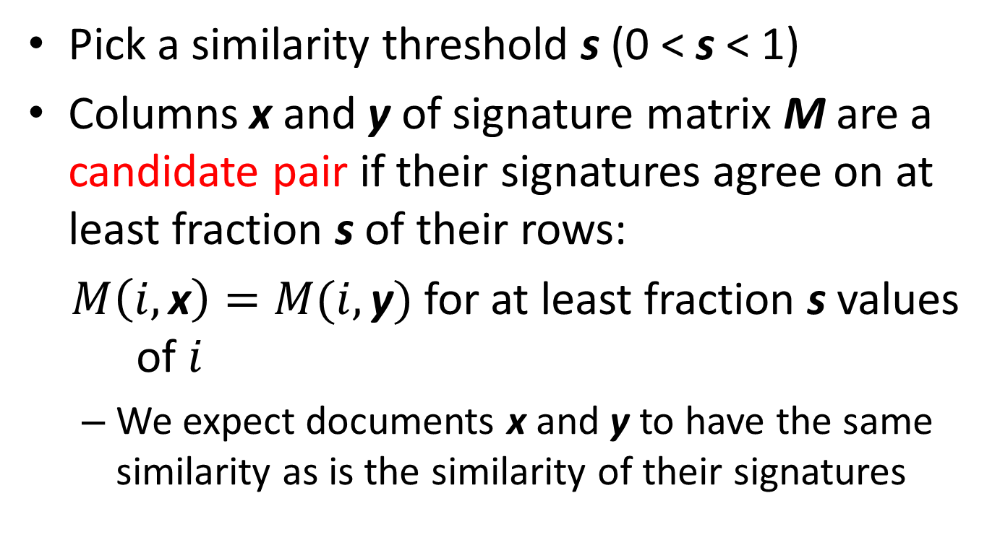 • Pick a similarity threshold s (0 < s < 1)
• Columns x and y of signature matrix M are a
candidate pair if their signatures agree on at
least fraction s of their rows:
M(i, x) = M(i, y) for at least fraction s values
of i
– We expect documents x and y to have the same
similarity as is the similarity of their signatures